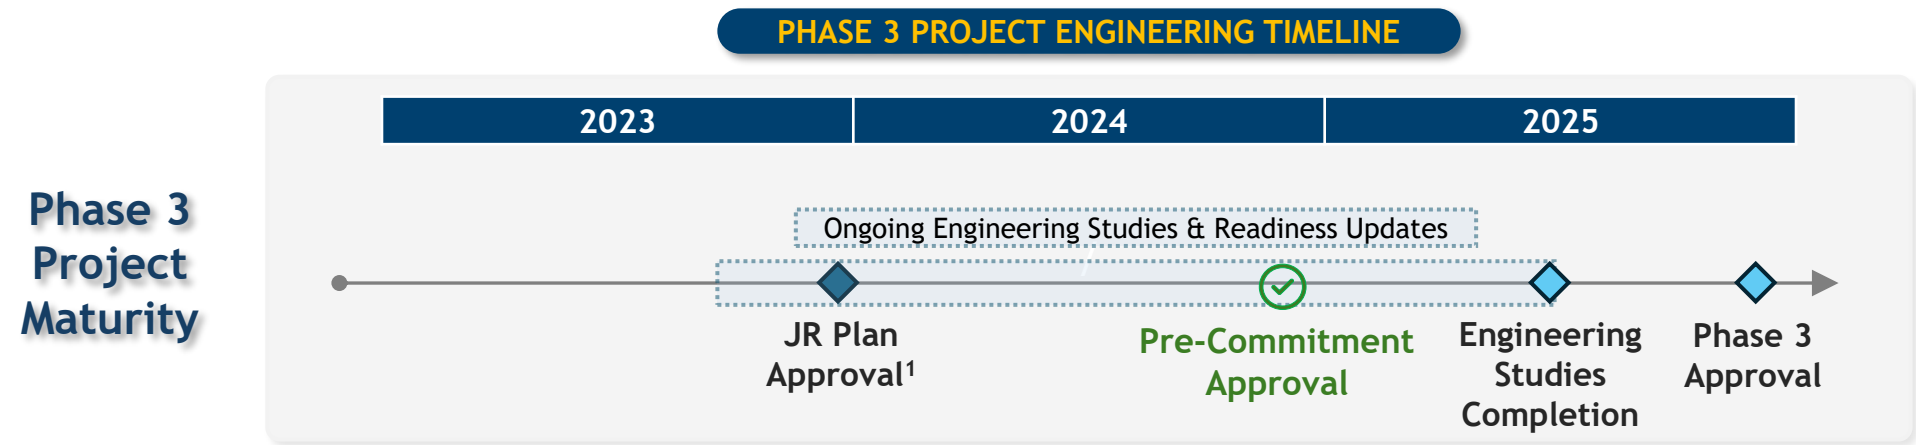 PHASE 3 PROJECT ENGINEERING TIMELINE
2023
2024
2025
Phase 3
Project
Maturity
Ongoing Engineering Studies & Readiness Updates
JR Plan
Approval¹
Pre-Commitment
Approval
Engineering
Studies
Completion
Phase 3
Approval